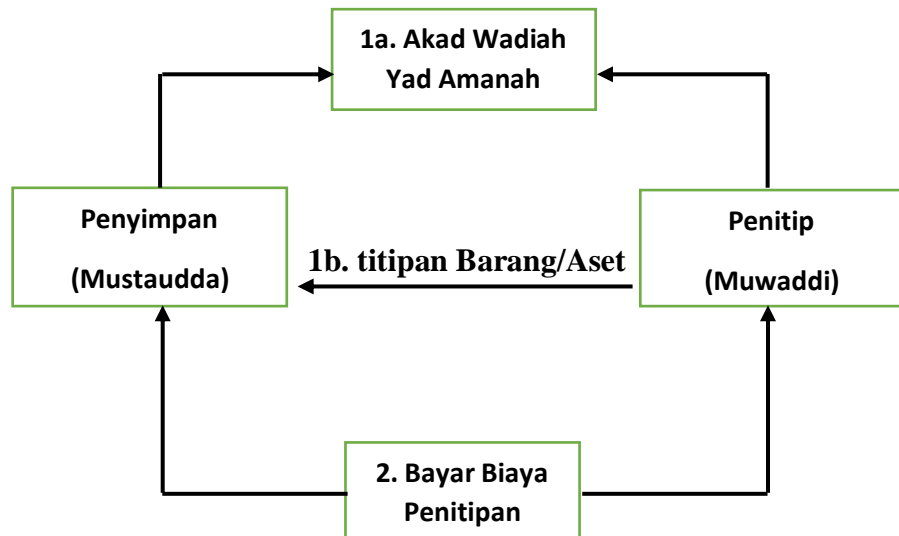 1a. Akad Wadiah
Yad Amanah
Penyimpan
(Mustaudda)
1b. titipan Barang/Aset
Penitip
(Muwaddi)
2. Bayar Biaya
Penitipan